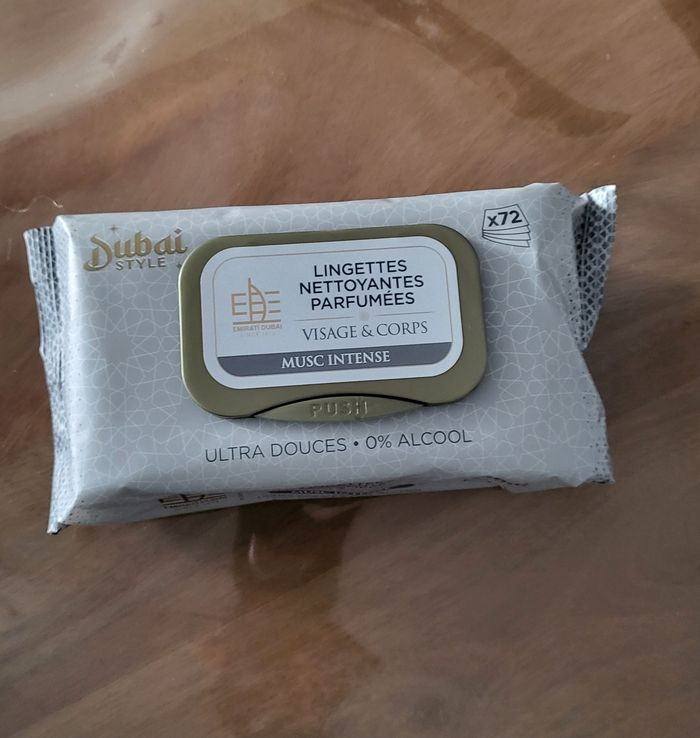 Dubai
STYLE
x72
LINGETTES
NETTOYANTES
PARFUMÉES
VISAGE & CORPS
MUSC INTENSE
EMIRATI DUBAI
PUSH
ULTRA DOUCES • 0% ALCOOL